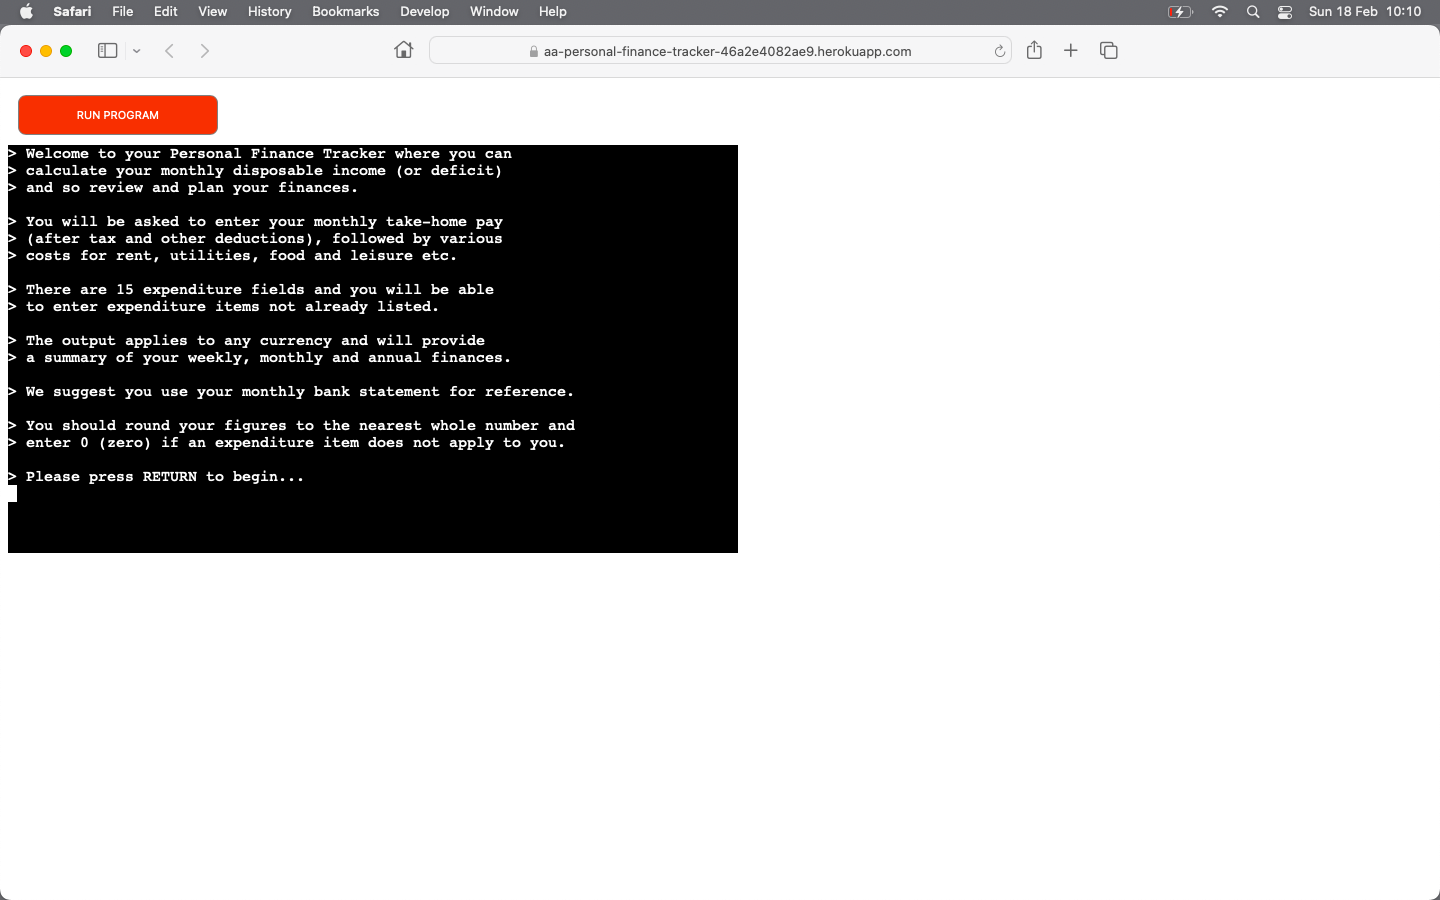 Safari File Edit View History Bookmarks Develop Window Help Sun 18 Feb 10:10
aa-personal-finance-tracker-46a2e4082ae9.herokuapp.com
RUN PROGRAM
> Welcome to your Personal Finance Tracker where you can
> calculate your monthly disposable income (or deficit)
> and so review and plan your finances.
> You will be asked to enter your monthly take-home pay
> (after tax and other deductions), followed by various
> costs for rent, utilities, food and leisure etc.
> There are 15 expenditure fields and you will be able
> to enter expenditure items not already listed.
> The output applies to any currency and will provide
> a summary of your weekly, monthly and annual finances.
> We suggest you use your monthly bank statement for reference.
> You should round your figures to the nearest whole number and
> enter 0 (zero) if an expenditure item does not apply to you.
> Please press RETURN to begin...